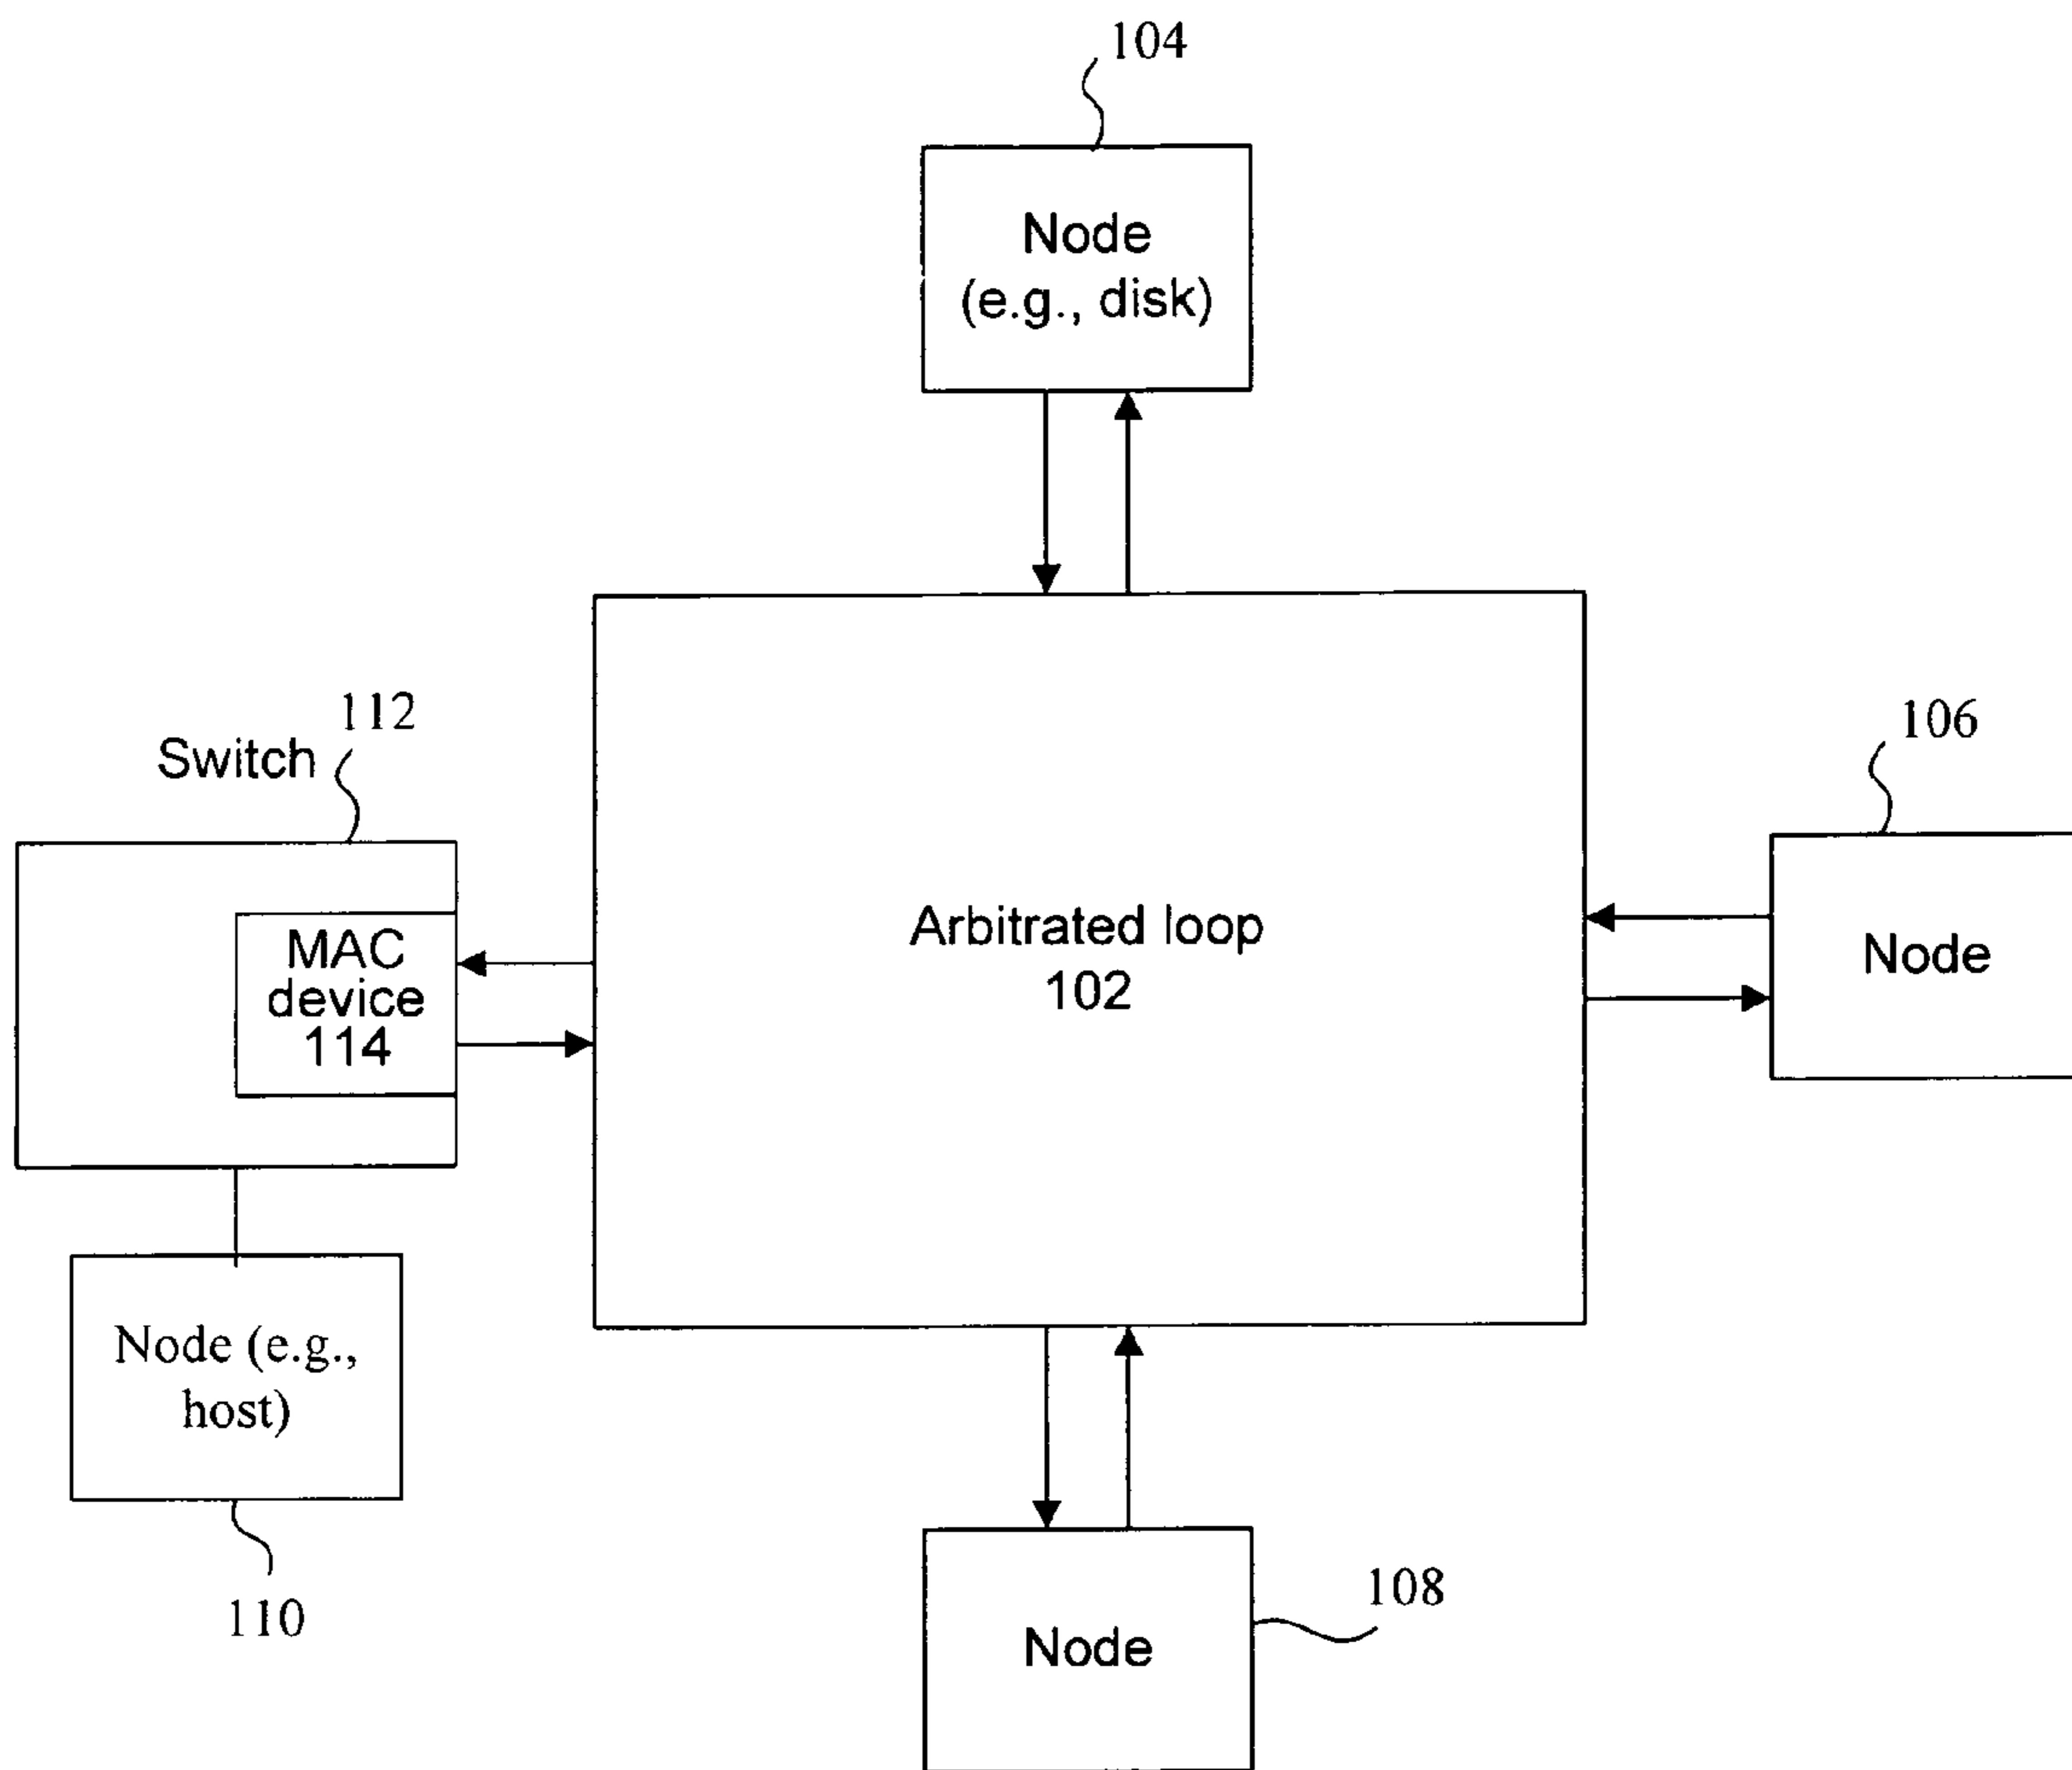 104
Node
(e.g., disk)
112
Switch
106
MAC
device
114
Arbitrated loop
102
Node
Node (e.g.,
host)
110
108
Node